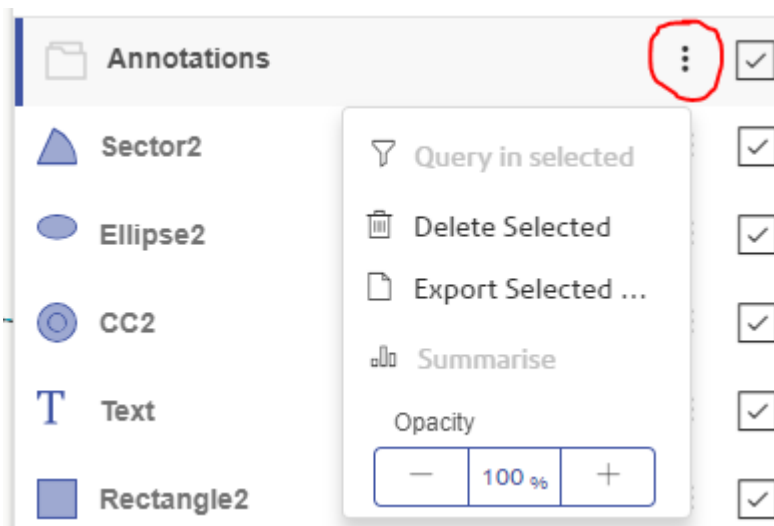 Annotations
Sector2
Query in selected
Ellipse2
Delete Selected
Export Selected ...
CC2
Summarise
Text
Opacity
100 %
Rectangle2